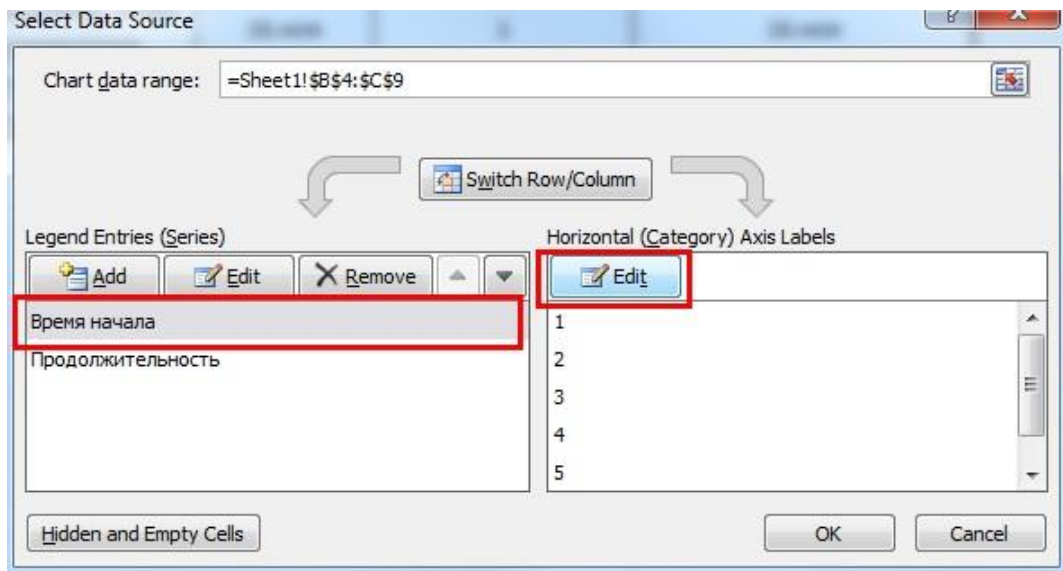 Select Data Source
Chart data range: =Sheet1!$B$4:$C$9
Switch Row/Column
Legend Entries (Series)
Horizontal (Category) Axis Labels
Add Edit Remove
Edit
Время начала
Продолжительность
1
2
3
4
5
Hidden and Empty Cells
OK Cancel